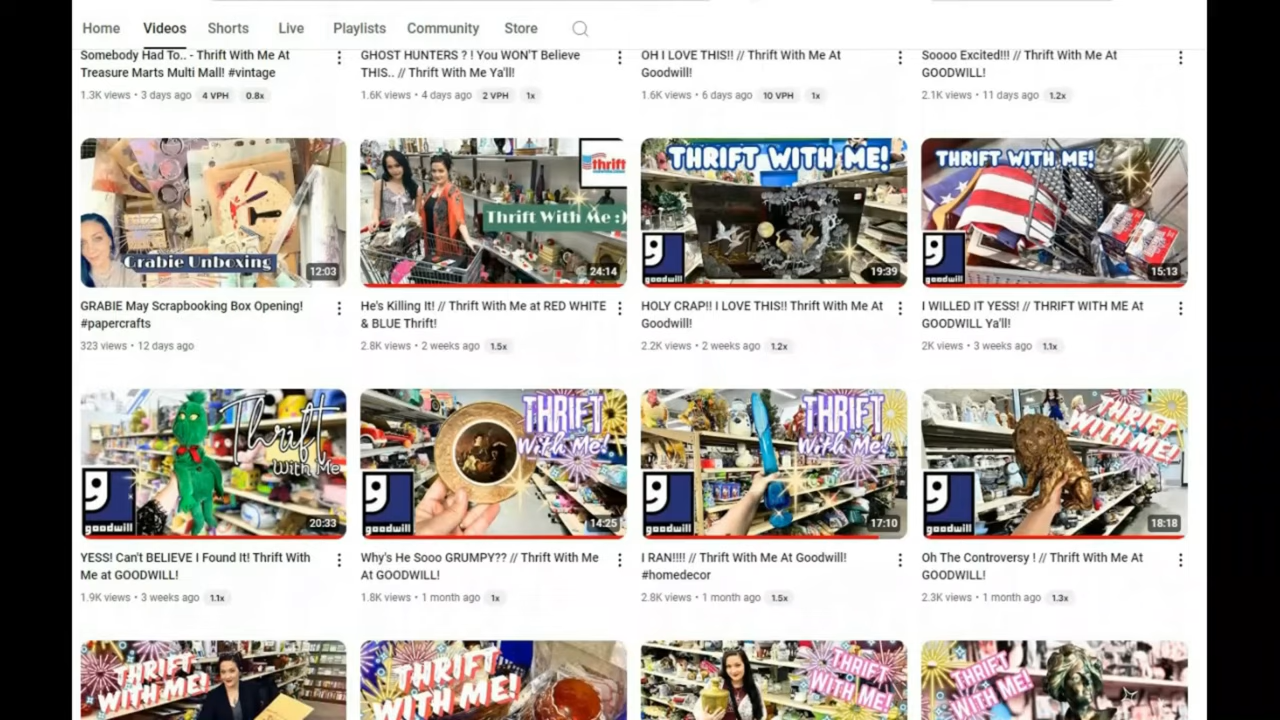 Home Videos Shorts Live Playlists Community Store
Somebody Had To.. - Thrift With Me At
Treasure Marts Multi Mall! #vintage
1.3K views • 3 days ago 4 VPH 0.8x
GHOST HUNTERS ? ! You WON'T Believe
THIS.. // Thrift With Me Ya'll!
1.6K views • 4 days ago 2 VPH 1x
OH I LOVE THIS!! // Thrift With Me At
Goodwill!
1.6K views • 6 days ago 10 VPH 1x
Soooo Excited!!! // Thrift With Me At
GOODWILL!
2.1K views • 11 days ago 1.2x
Grabie Unboxing
12:03
GRABIE May Scrapbooking Box Opening!
#papercrafts
323 views • 12 days ago
thrift
Thrift With Me :)
24:14
He's Killing It! // Thrift With Me at RED WHITE
& BLUE Thrift!
2.8K views • 2 weeks ago 1.5x
THRIFT WITH ME!
goodwill
19:39
HOLY CRAP!! I LOVE THIS!! Thrift With Me At
Goodwill!
2.2K views • 2 weeks ago 1.2x
THRIFT WITH ME!
goodwill
15:13
I WILLED IT YESS! // THRIFT WITH ME At
GOODWILL Ya'll!
2K views • 3 weeks ago 1.1x
Thrift
With Me
goodwill
20:33
YESS! Can't BELIEVE I Found It! Thrift With
Me at GOODWILL!
1.9K views • 3 weeks ago 1.1x
THRIFT
With Me!
goodwill
14:25
Why's He Sooo GRUMPY?? // Thrift With Me
At GOODWILL!
1.8K views • 1 month ago 1x
THRIFT
With Me!
goodwill
17:10
I RAN!!!! // Thrift With Me At Goodwill!
#homedecor
2.8K views • 1 month ago 1.5x
THRIFT
WITH ME!
goodwill
18:18
Oh The Controversy ! // Thrift With Me At
GOODWILL!
2.3K views • 1 month ago 1.3x
THRIFT
WITH ME!
THRIFT
WITH ME!
THRIFT
WITH ME!
THRIFT
WITH ME!